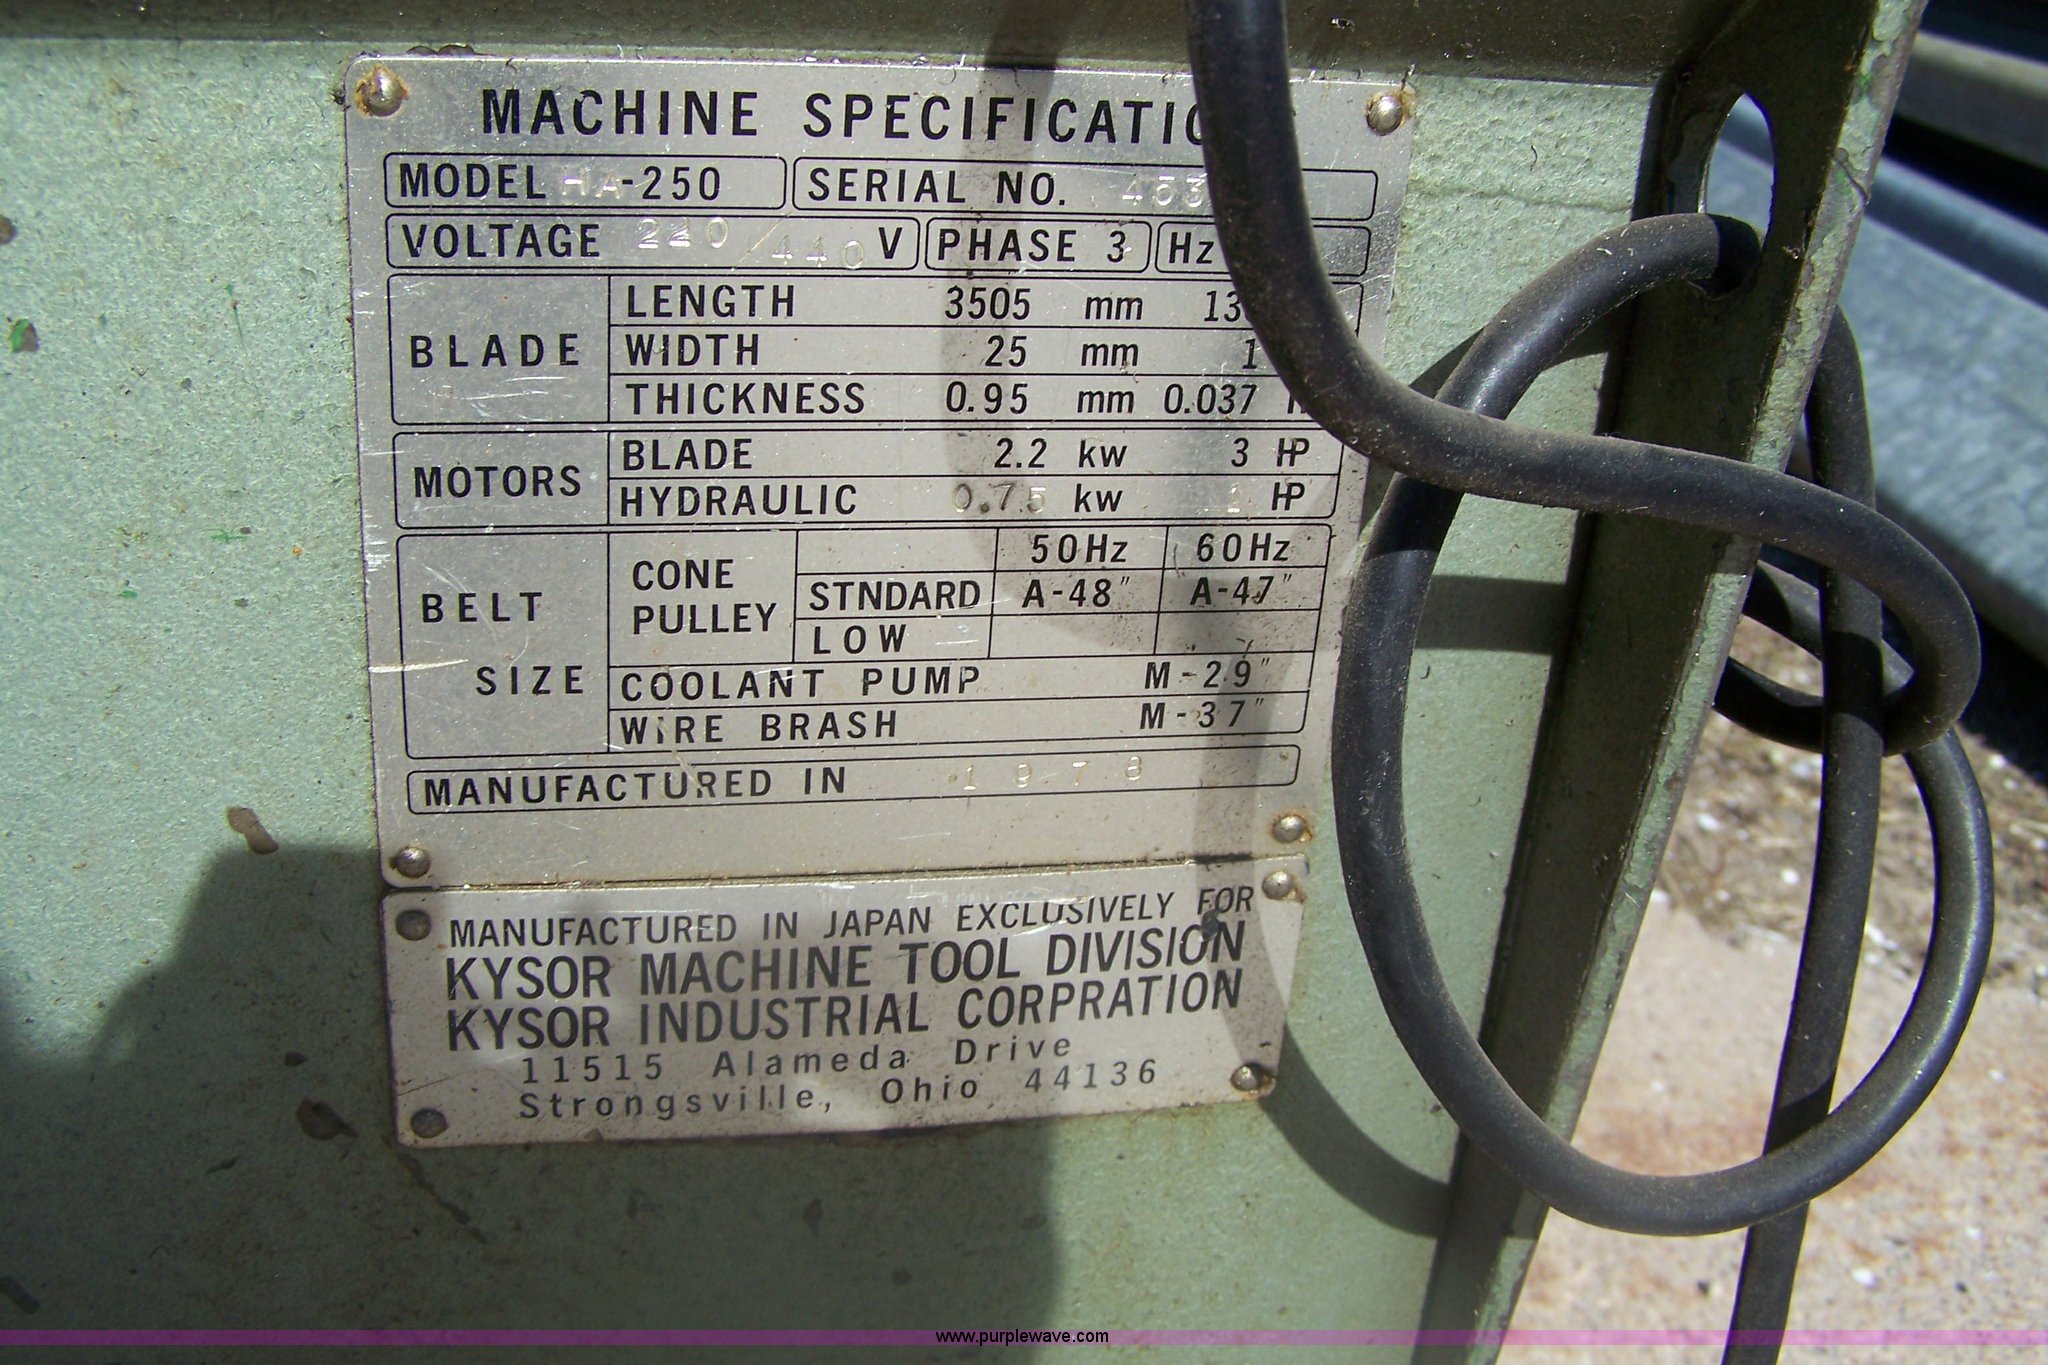 MACHINE SPECIFICATIO
MODEL HA-250 SERIAL NO. 453
VOLTAGE 220/440 V PHASE 3 Hz
BLADE
LENGTH 3505 mm 13
WIDTH 25 mm 1
THICKNESS 0.95 mm 0.037
MOTORS
BLADE 2.2 kw 3 HP
HYDRAULIC 0.75 kw 1 HP
BELT SIZE
CONE PULLEY
50Hz 60Hz
STNDARD A-48" A-47"
LOW
COOLANT PUMP M-29"
WIRE BRASH M-37"
MANUFACTURED IN 1978
MANUFACTURED IN JAPAN EXCLUSIVELY FOR
KYSOR MACHINE TOOL DIVISION
KYSOR INDUSTRIAL CORPRATION
11515 Alameda Drive
Strongsville, Ohio 44136
www.purplewave.com